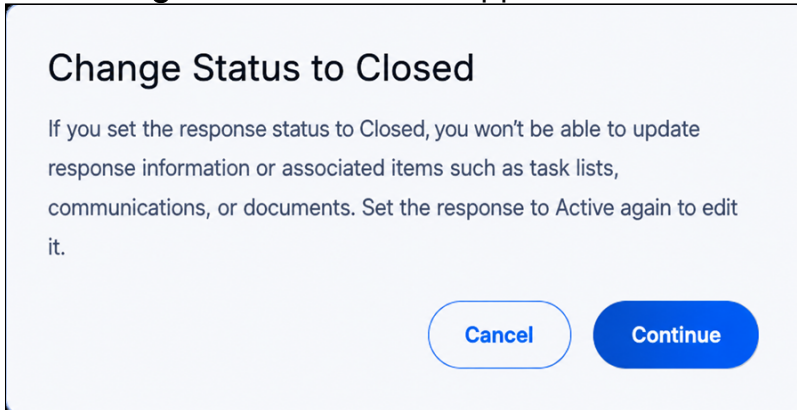 Change Status to Closed
If you set the response status to Closed, you won't be able to update
response information or associated items such as task lists,
communications, or documents. Set the response to Active again to edit
it.
Cancel
Continue